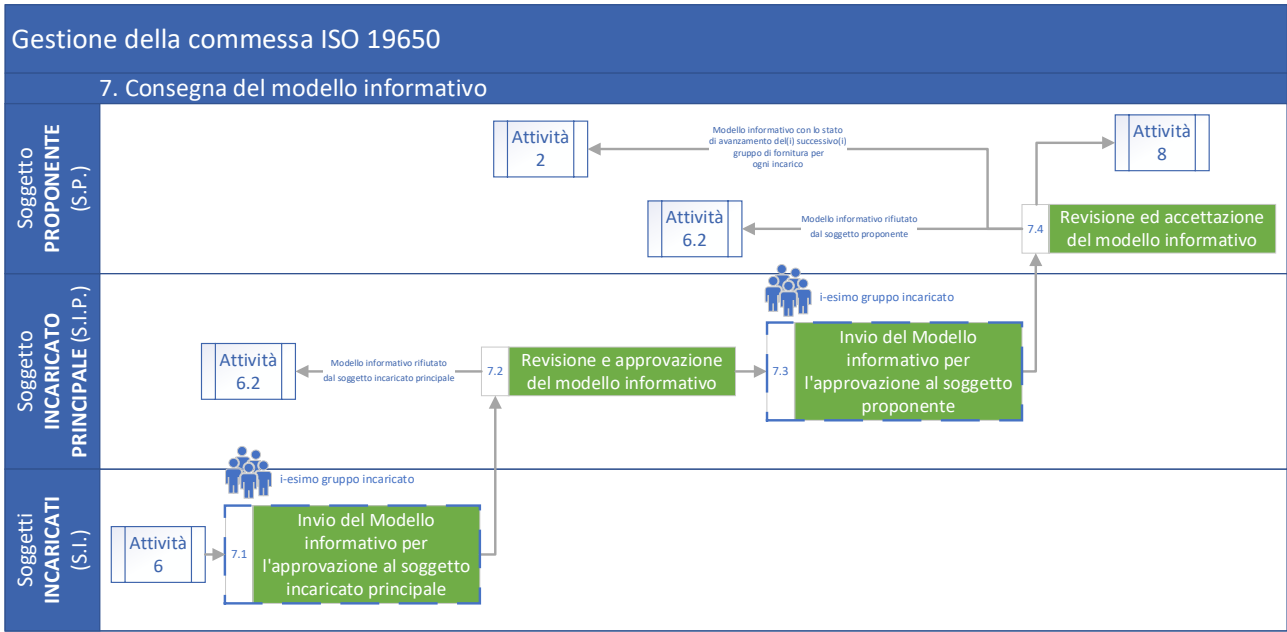 Gestione della commessa ISO 19650
7. Consegna del modello informativo
Soggetto
PROPONENTE
(S.P.)
Attività
2
Modello informativo con lo stato
di avanzamento del(i) successivo(i)
gruppo di fornitura per
ogni incarico
Attività
8
Attività
6.2
Modello informativo rifiutato
dal soggetto proponente
7.4
Revisione ed accettazione
del modello informativo
Soggetto
INCARICATO
PRINCIPALE (S.I.P.)
i-esimo gruppo incaricato
Attività
6.2
Modello informativo rifiutato
dal soggetto incaricato principale
7.2
Revisione e approvazione
del modello informativo
7.3
Invio del Modello
informativo per
l'approvazione al soggetto
proponente
Soggetti
INCARICATI
(S.I.)
i-esimo gruppo incaricato
Attività
6
7.1
Invio del Modello
informativo per
l'approvazione al soggetto
incaricato principale